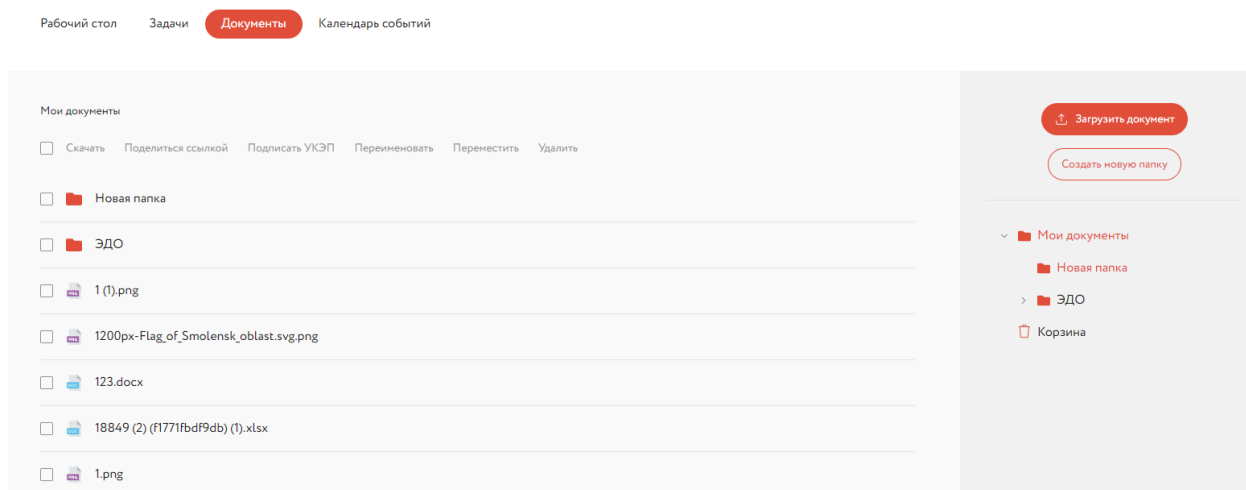 Рабочий стол Задачи Документы Календарь событий
Мои документы
Скачать Поделиться ссылкой Подписать УКЭП Переименовать Переместить Удалить
Новая папка
ЭДО
1 (1).png
1200px-Flag_of_Smolensk_oblast.svg.png
123.docx
18849 (2) (f1771fbdf9db) (1).xlsx
1.png
Загрузить документ
Создать новую папку
Мои документы
Новая папка
ЭДО
Корзина